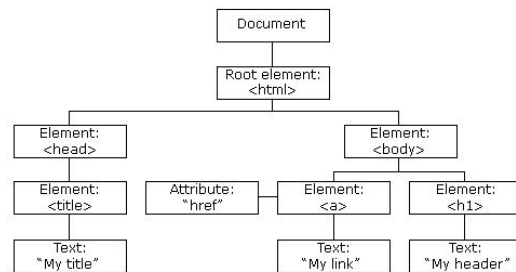 Document
Root element:
<html>
Element:
<head>
Element:
<body>
Element:
<title>
Attribute:
"href"
Element:
<a>
Element:
<h1>
Text:
"My title"
Text:
"My link"
Text:
"My header"